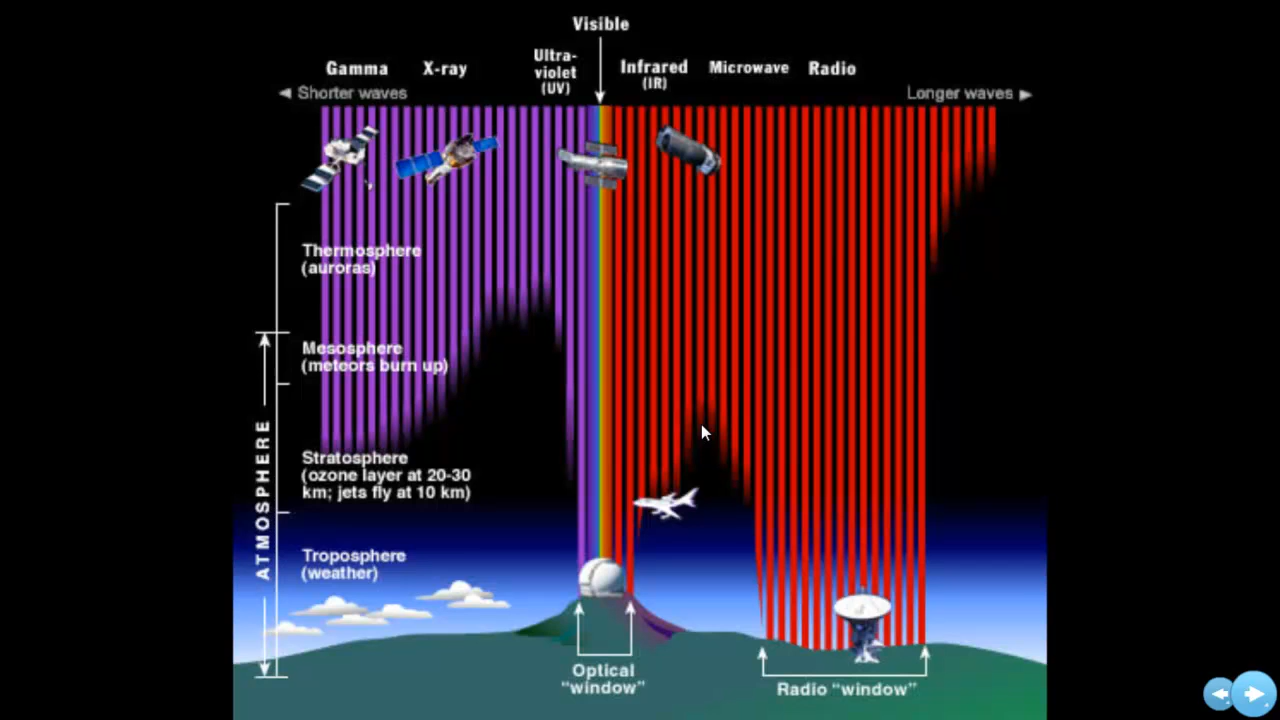 Visible
Gamma
X-ray
Ultra-
violet
(UV)
Infrared
(IR)
Microwave
Radio
Shorter waves
Longer waves
Thermosphere
(auroras)
Mesosphere
(meteors burn up)
Stratosphere
(ozone layer at 20-30
km; jets fly at 10 km)
ATMOSPHERE
Troposphere
(weather)
Optical
“window”
Radio “window”